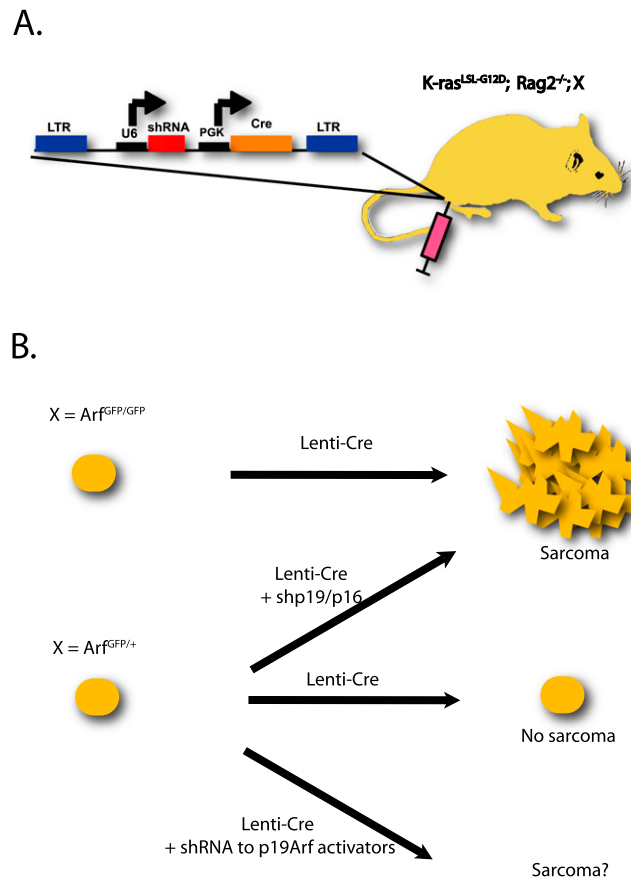 A.
K-ras^LSL-G12D; Rag2^-/-; X
LTR
U6
shRNA
PGK
Cre
LTR
B.
X = Arf^GFP/GFP
Lenti-Cre
Sarcoma
Lenti-Cre
+ shp19/p16
X = Arf^GFP/+
Lenti-Cre
No sarcoma
Lenti-Cre
+ shRNA to p19Arf activators
Sarcoma?